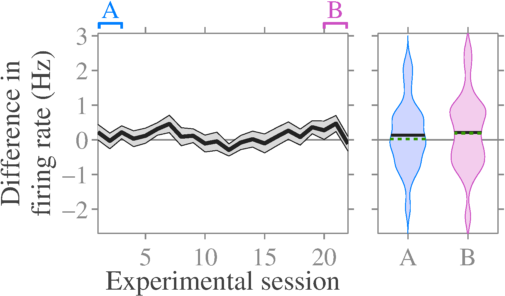 A B
3
2
1
0
−1
−2
Difference in
firing rate (Hz)
5 10 15 20
A B
Experimental session